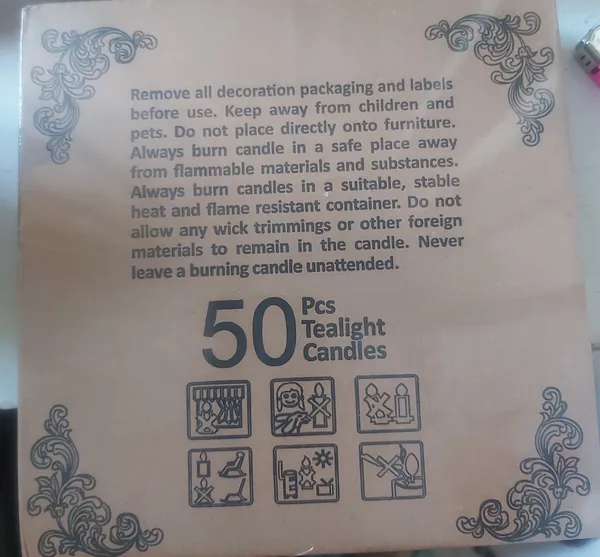 Remove all decoration packaging and labels
before use. Keep away from children and
pets. Do not place directly onto furniture.
Always burn candle in a safe place away
from flammable materials and substances.
Always burn candles in a suitable, stable
heat and flame resistant container. Do not
allow any wick trimmings or other foreign
materials to remain in the candle. Never
leave a burning candle unattended.
50 Pcs
Tealight
Candles